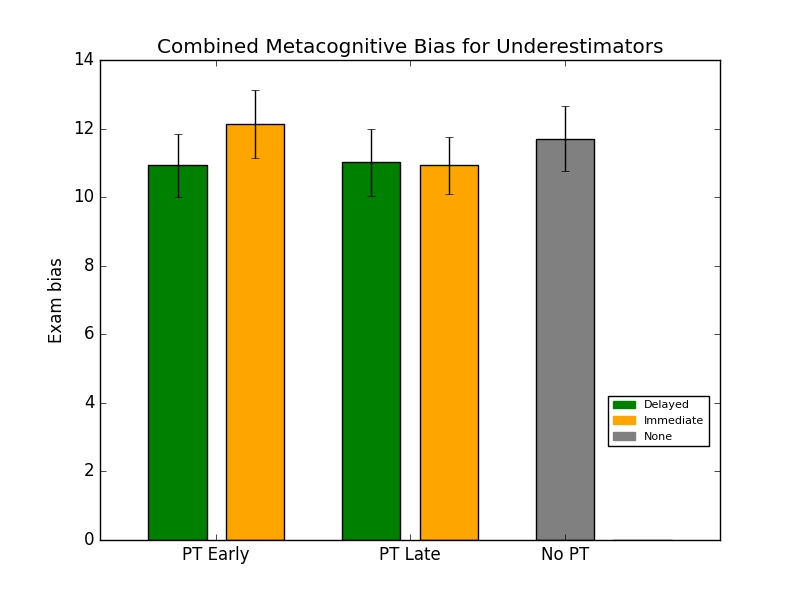 Combined Metacognitive Bias for Underestimators
14
12
10
8
6
4
2
0
Exam bias
Delayed
Immediate
None
PT Early
PT Late
No PT